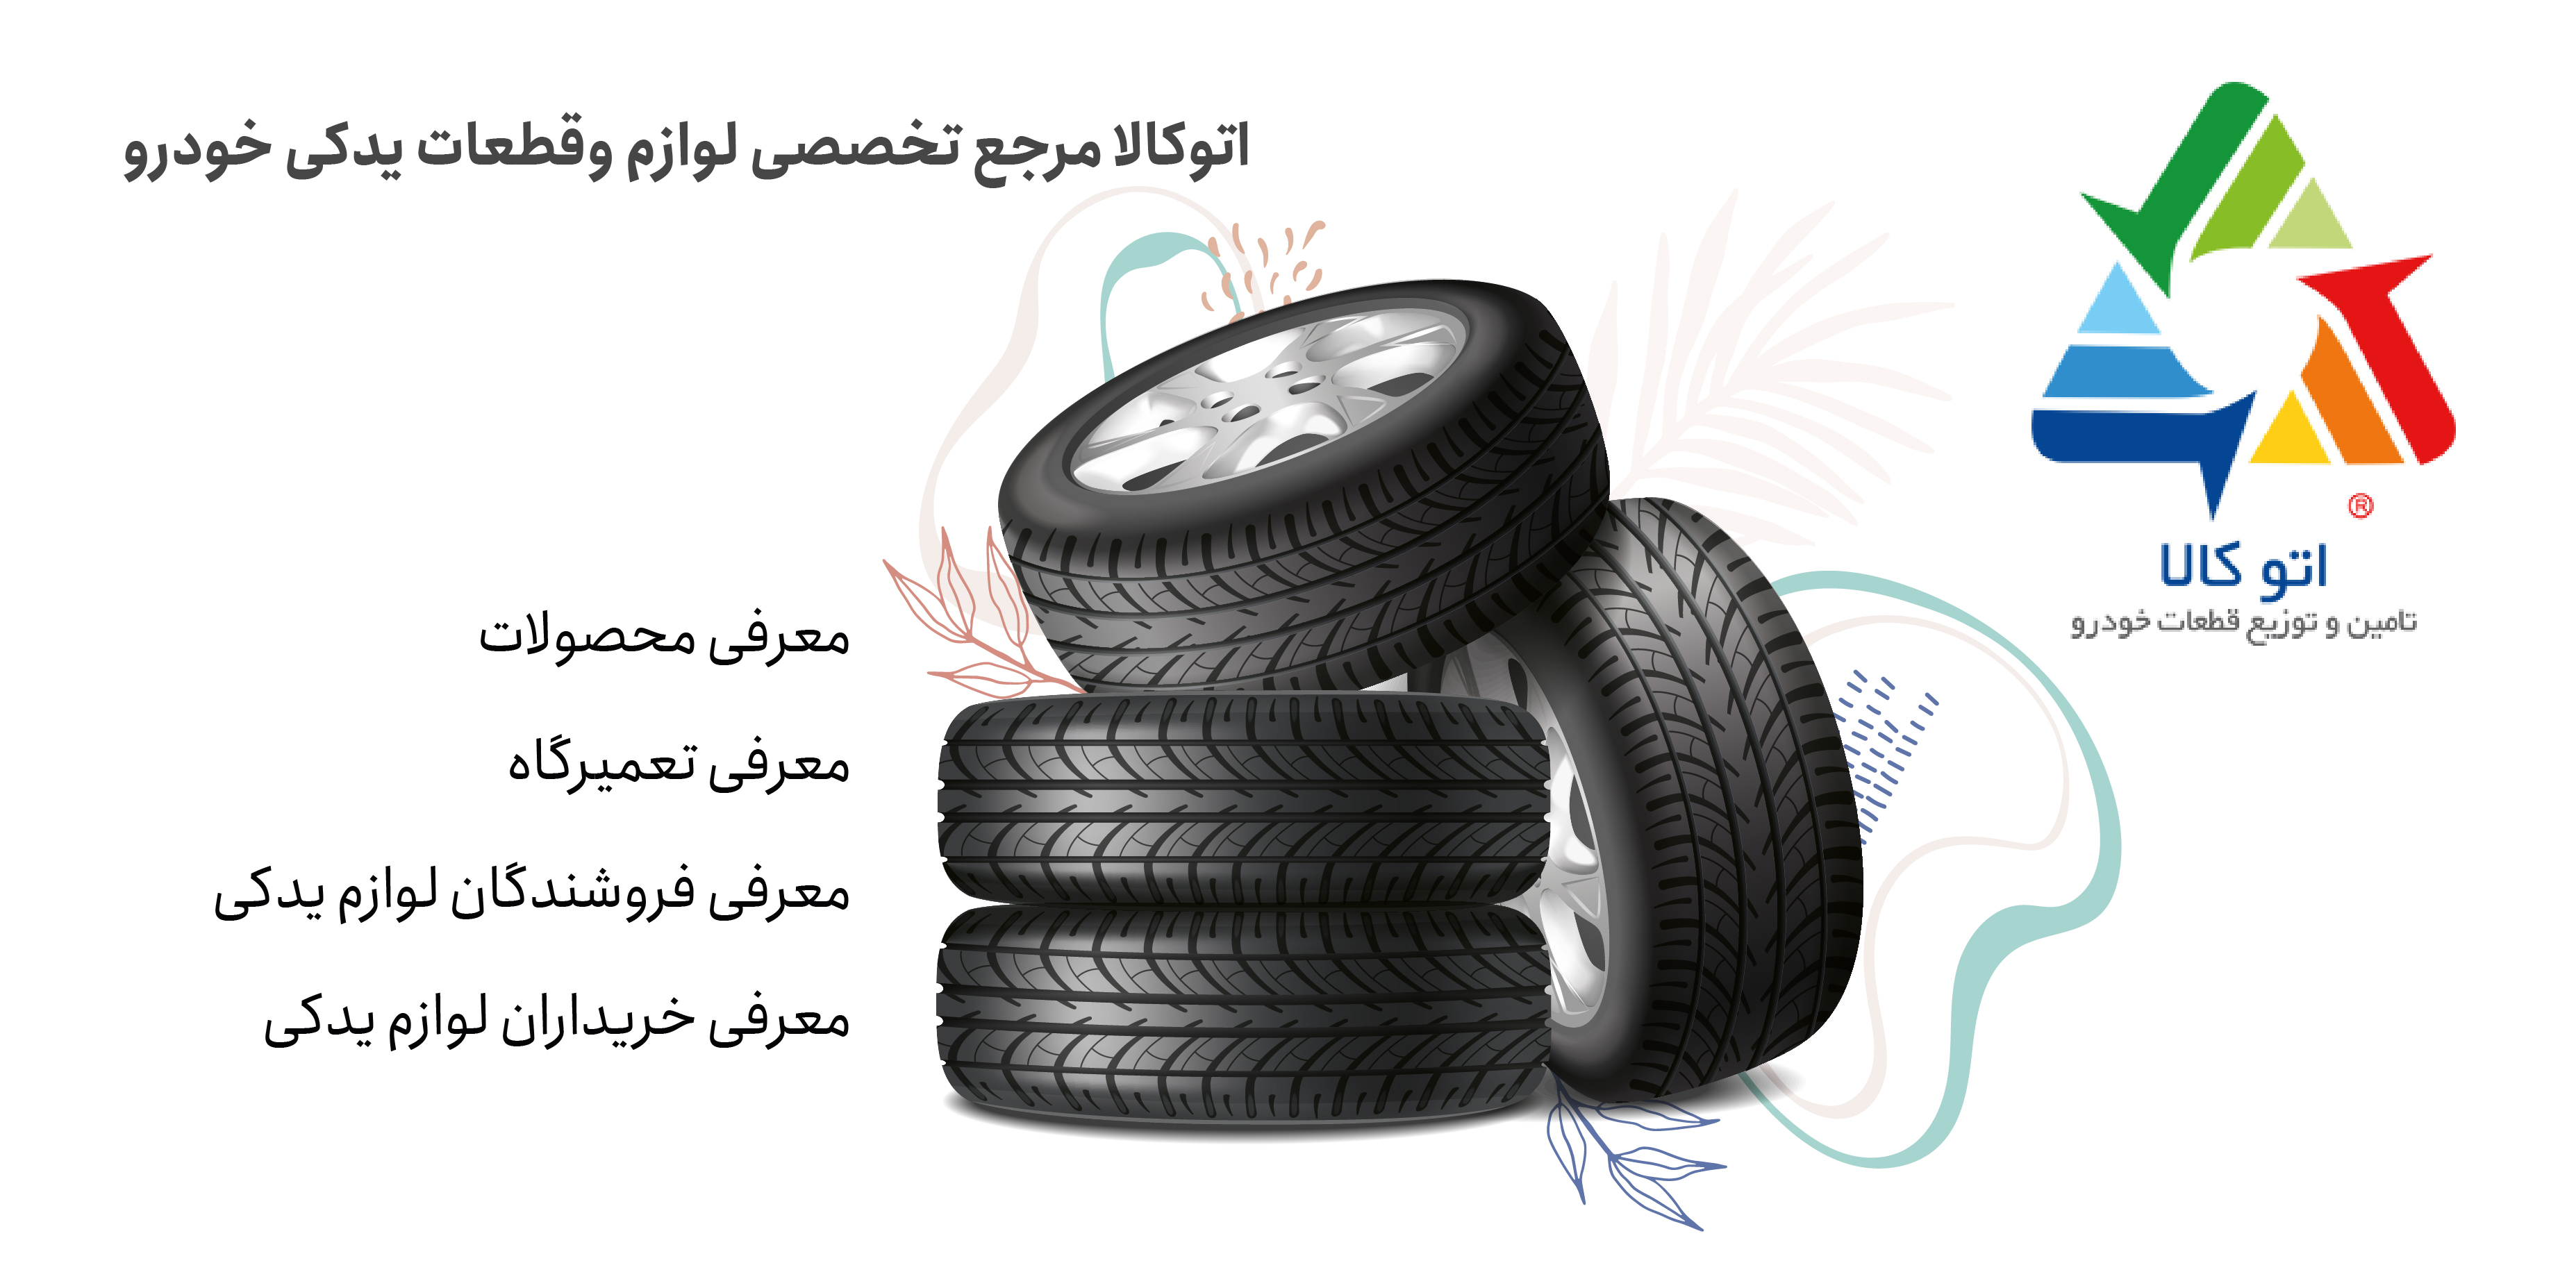 اتوکالا مرجع تخصصی لوازم وقطعات یدکی خودرو
®
اتو کالا
تامین و توزیع قطعات خودرو
معرفی محصولات
معرفی تعمیرگاه
معرفی فروشندگان لوازم یدکی
معرفی خریداران لوازم یدکی